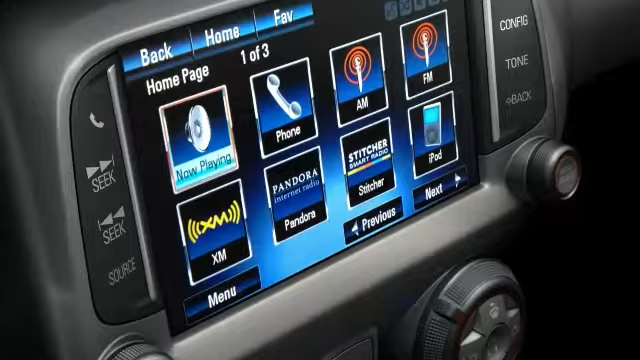 Back Home Fav
Home Page 1 of 3
Now Playing
Phone
AM
FM
XM
XM
PANDORA
internet radio
Pandora
STITCHER
SMART RADIO
Stitcher
iPod
Menu
Previous
Next
SEEK
SEEK
SOURCE
CONFIG
TONE
BACK